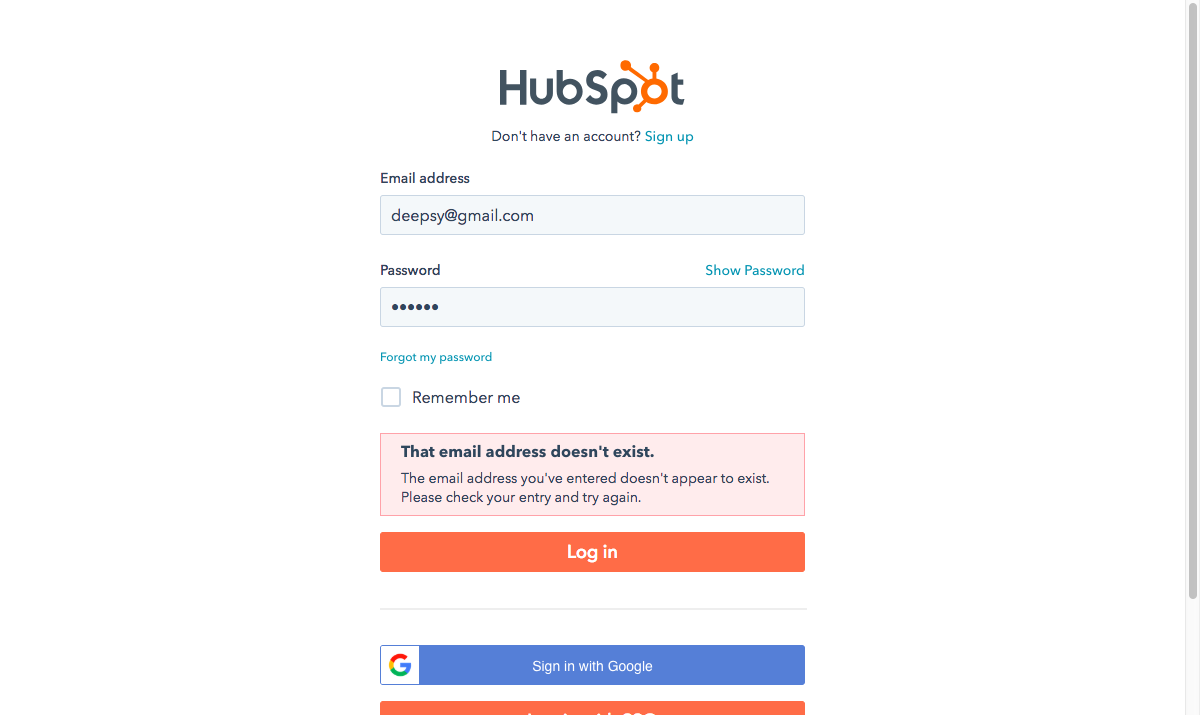 HubSpot
Don't have an account? Sign up
Email address
deepsy@gmail.com
Password Show Password
••••••
Forgot my password
Remember me
That email address doesn't exist.
The email address you've entered doesn't appear to exist.
Please check your entry and try again.
Log in
Sign in with Google